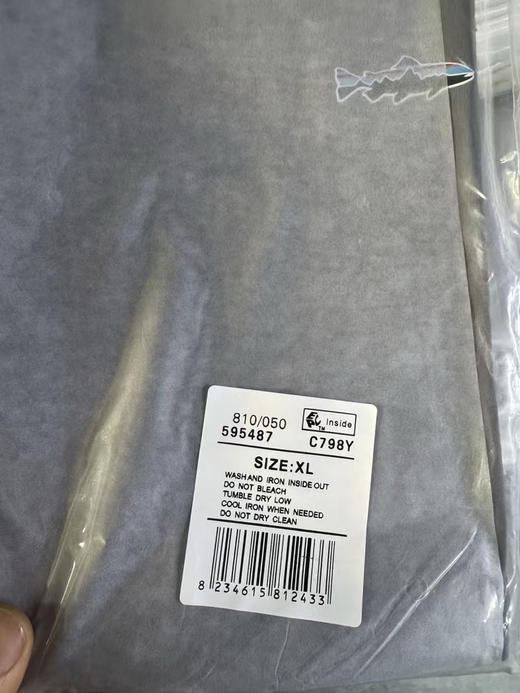 810/050
Inside
595487 C798Y
SIZE:XL
WASH AND IRON INSIDE OUT
DO NOT BLEACH
TUMBLE DRY LOW
COOL IRON WHEN NEEDED
DO NOT DRY CLEAN
8 234615 812433